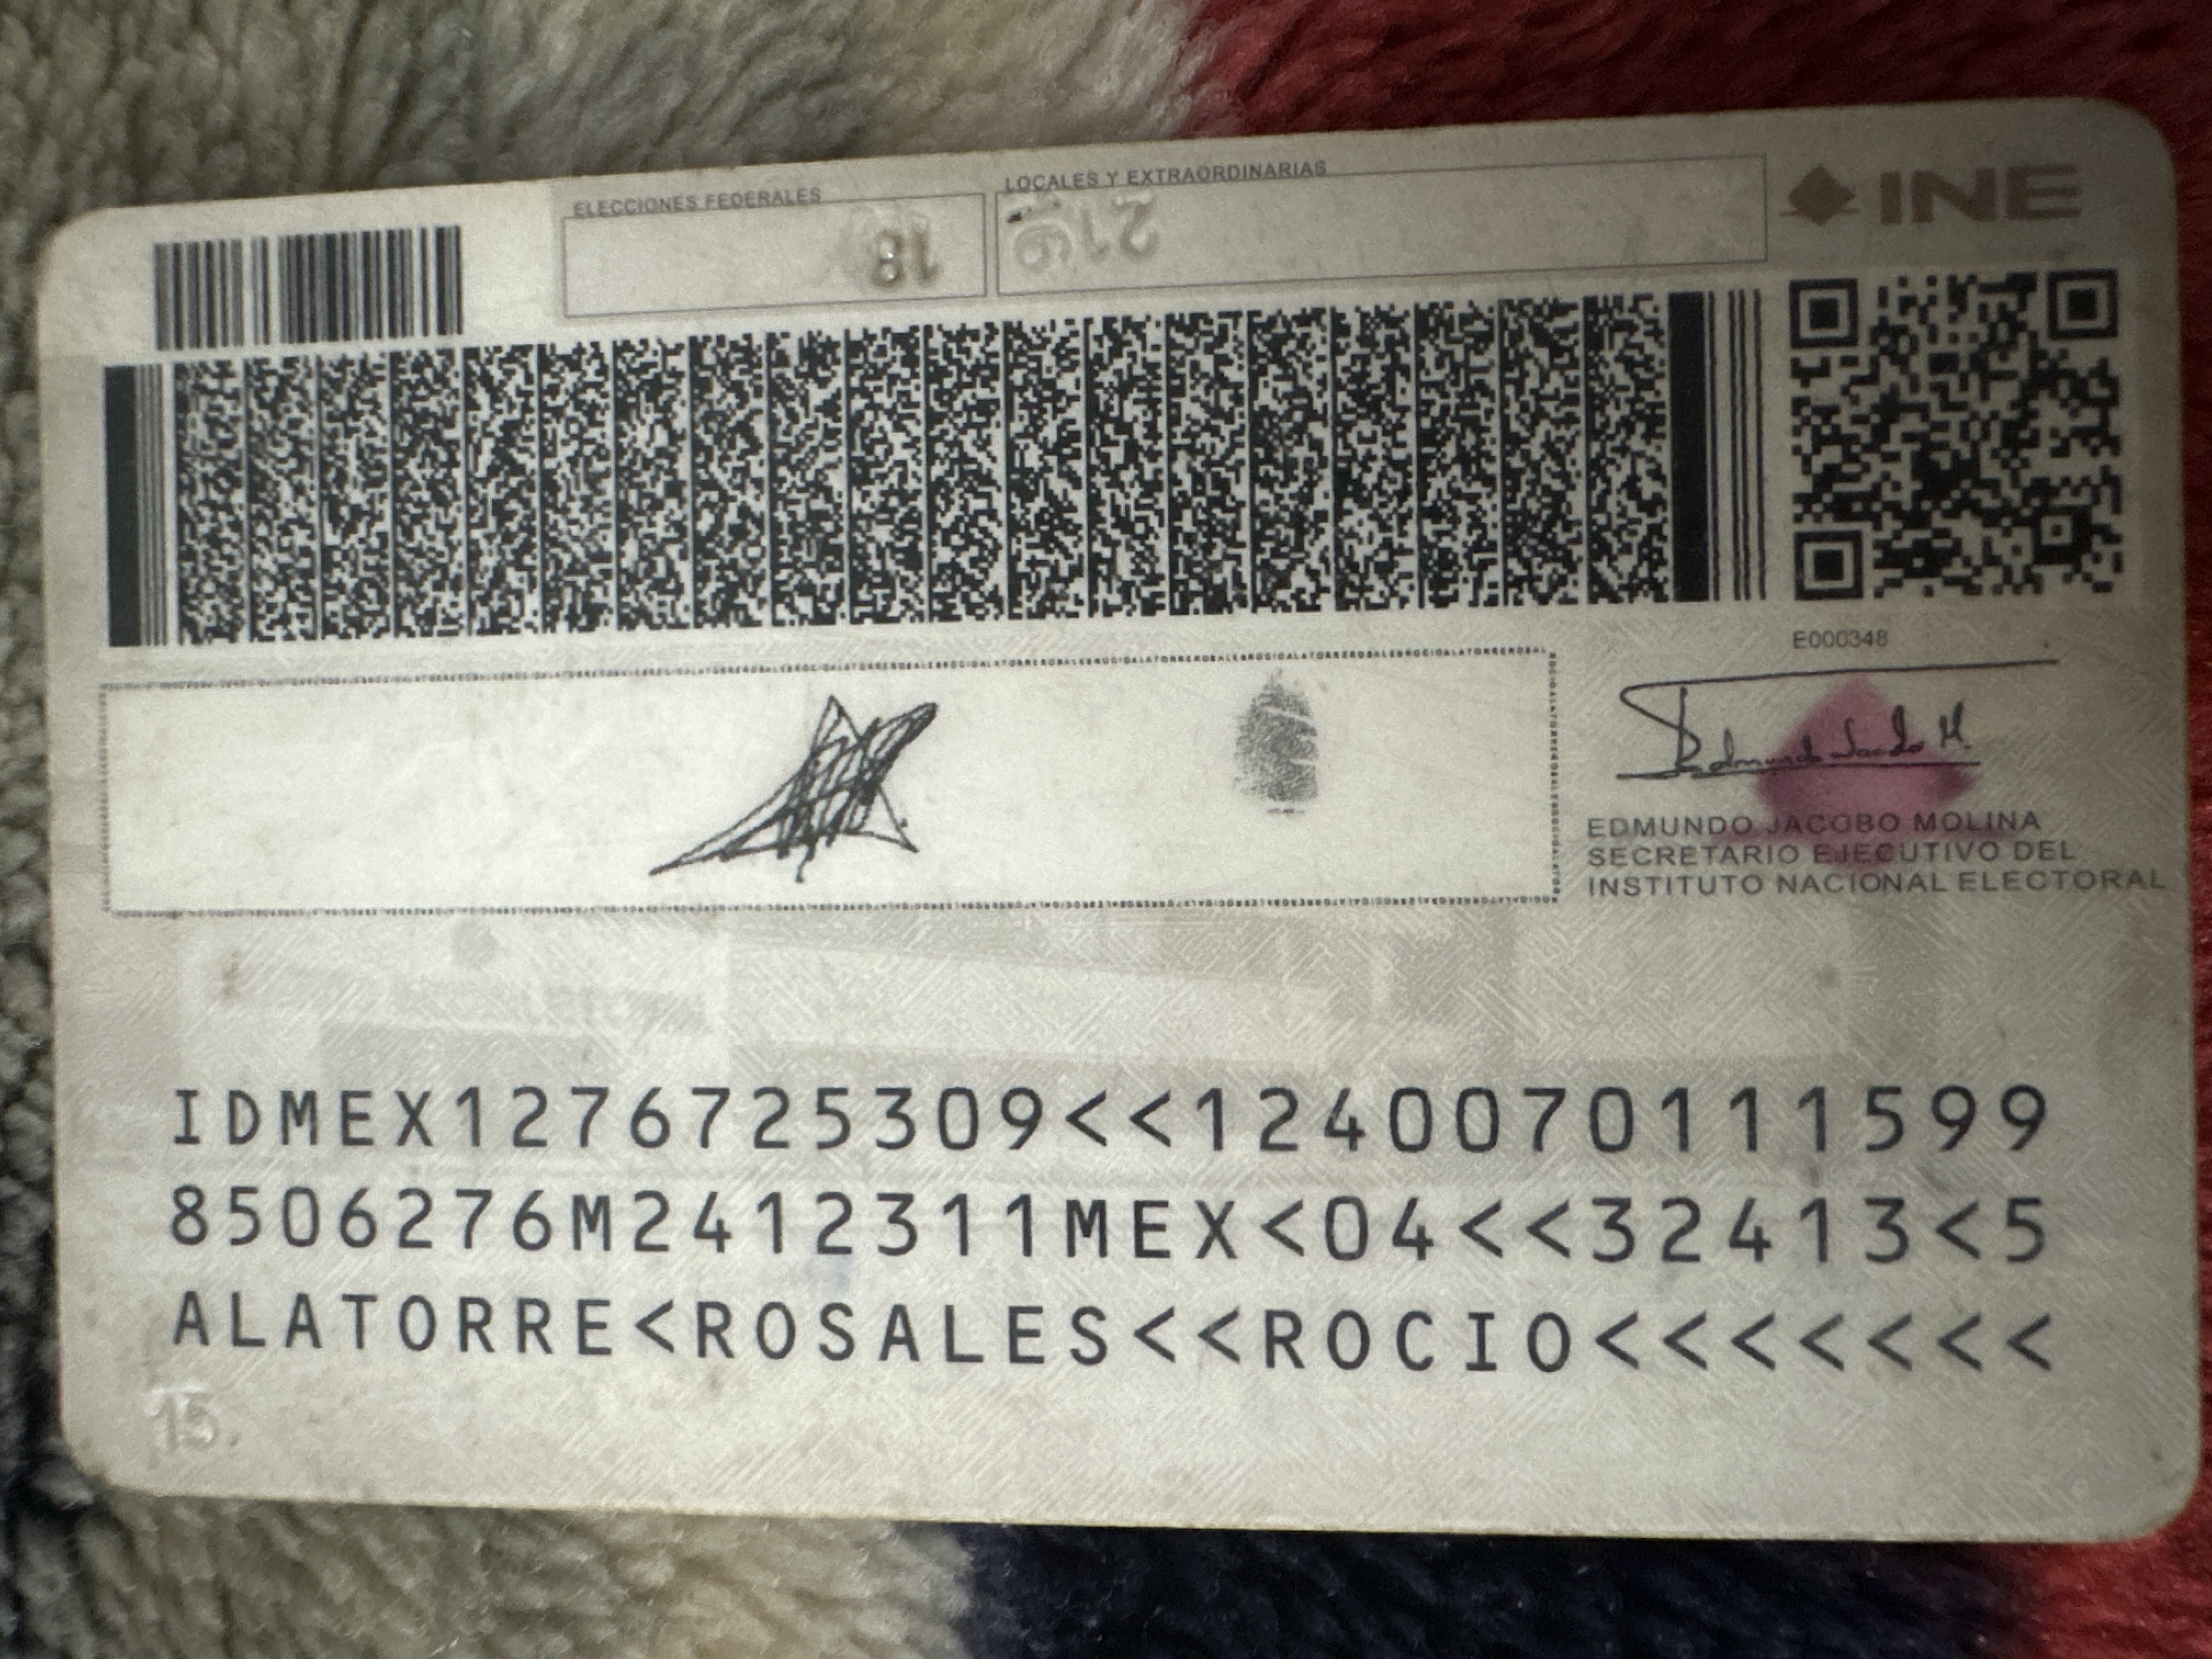 ELECCIONES FEDERALES
LOCALES Y EXTRAORDINARIAS
INE
18
E000348
EDMUNDO JACOBO MOLINA
SECRETARIO EJECUTIVO DEL
INSTITUTO NACIONAL ELECTORAL
IDMEX1276725309<<1240070111599
8506276M2412311MEX<04<<32413<5
ALATORRE<ROSALES<<ROCIO<<<<<<<
15